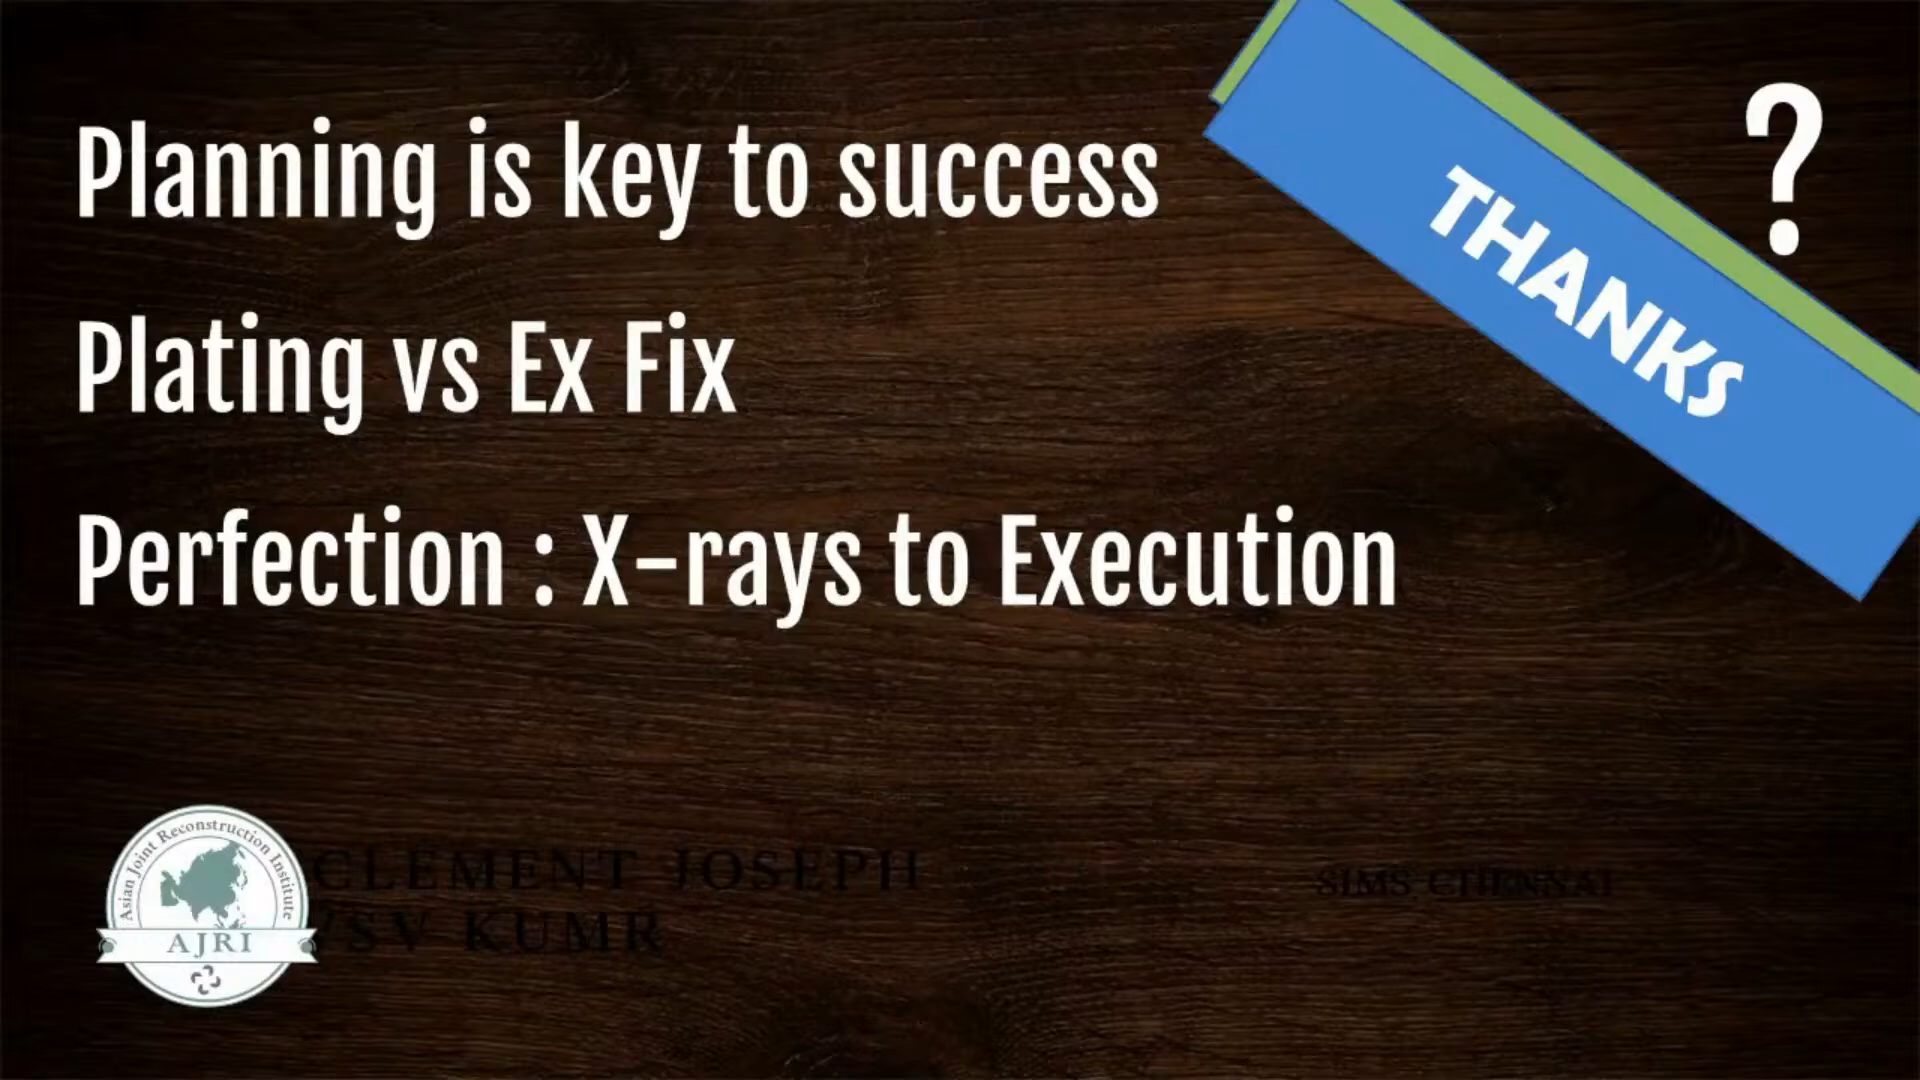 Planning is key to success
Plating vs Ex Fix
Perfection : X-rays to Execution
THANKS
?
Asian Joint Reconstruction Institute
AJRI
CLEMENT JOSEPH
SV KUMR
SIMS CHENNAI